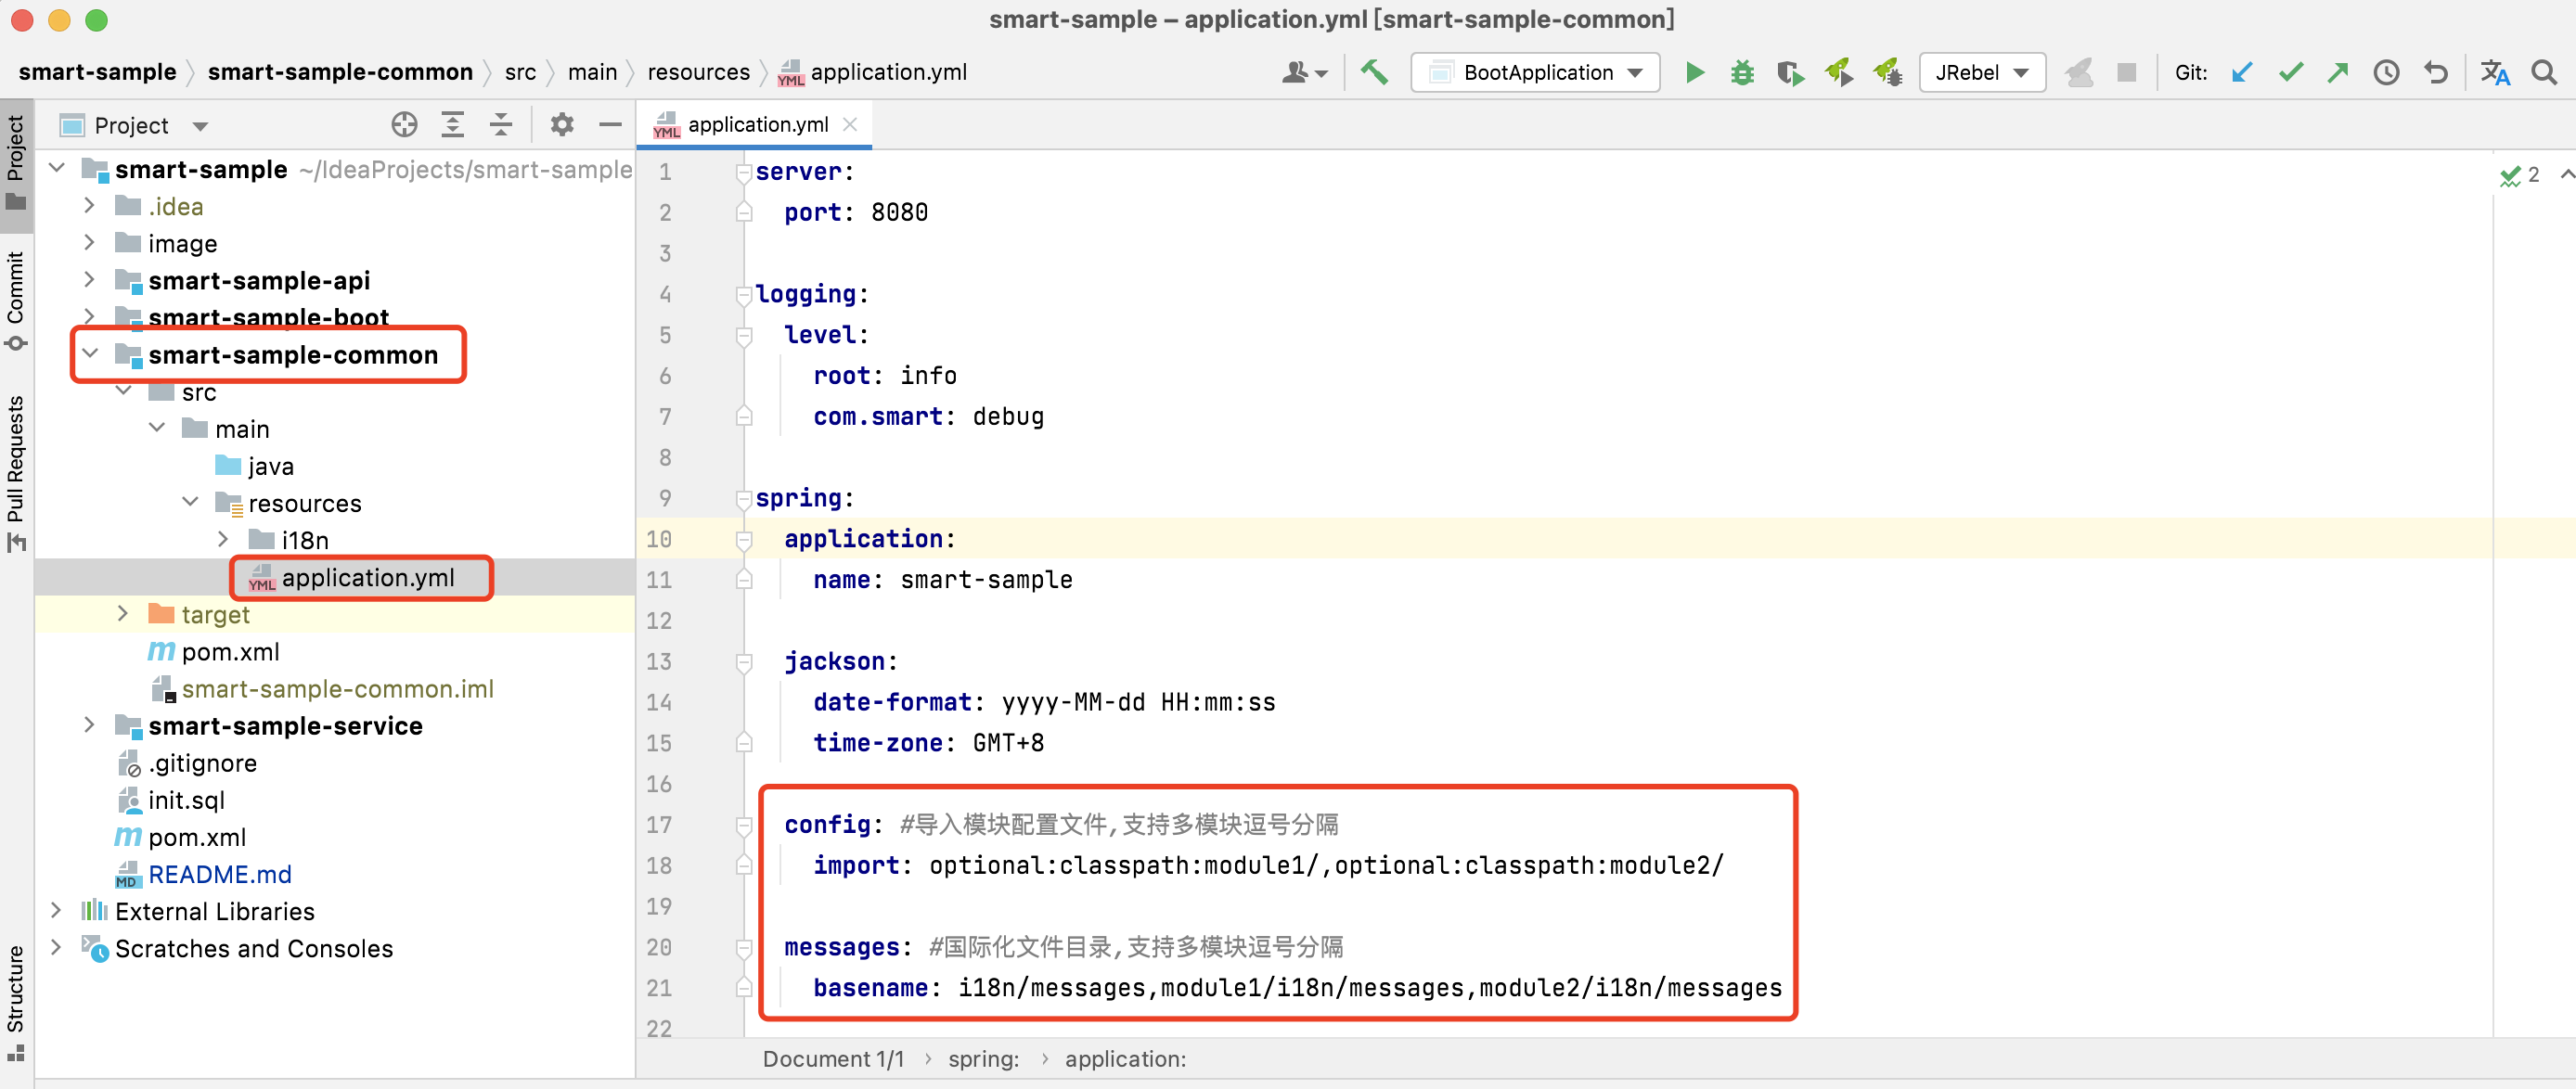 smart-sample – application.yml [smart-sample-common]
smart-sample smart-sample-common src main resources application.yml
BootApplication JRebel Git:
Project
Commit
Pull Requests
Structure
Project
smart-sample ~/IdeaProjects/smart-sample
.idea
image
smart-sample-api
smart-sample-boot
smart-sample-common
src
main
java
resources
i18n
YML application.yml
target
m pom.xml
smart-sample-common.iml
smart-sample-service
.gitignore
init.sql
m pom.xml
MD README.md
External Libraries
Scratches and Consoles
YML application.yml
2
1 server:
2 port: 8080
3
4 logging:
5 level:
6 root: info
7 com.smart: debug
8
9 spring:
10 application:
11 name: smart-sample
12
13 jackson:
14 date-format: yyyy-MM-dd HH:mm:ss
15 time-zone: GMT+8
16
17 config: #导入模块配置文件,支持多模块逗号分隔
18 import: optional:classpath:module1/,optional:classpath:module2/
19
20 messages: #国际化文件目录,支持多模块逗号分隔
21 basename: i18n/messages,module1/i18n/messages,module2/i18n/messages
22
Document 1/1 › spring: › application: